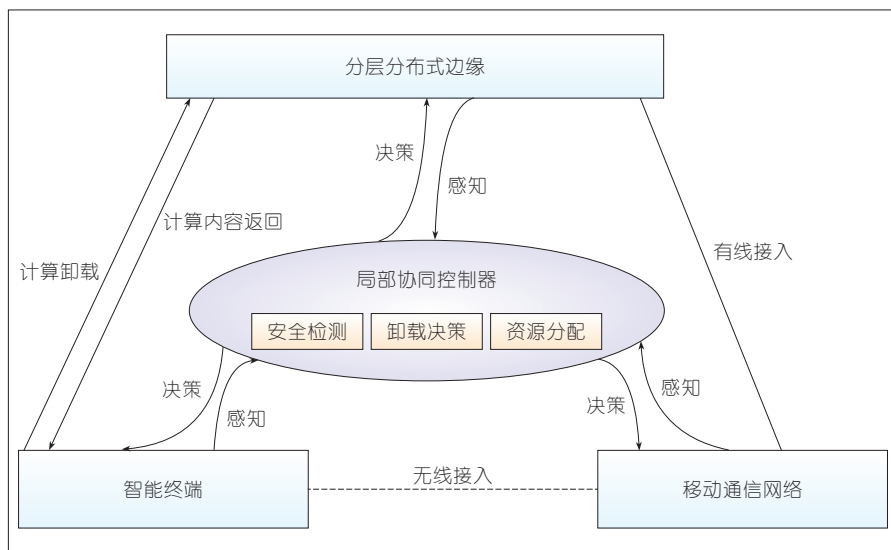 分层分布式边缘
决策
感知
计算内容返回
计算卸载
有线接入
局部协同控制器
安全检测
卸载决策
资源分配
决策
感知
决策
感知
智能终端
无线接入
移动通信网络